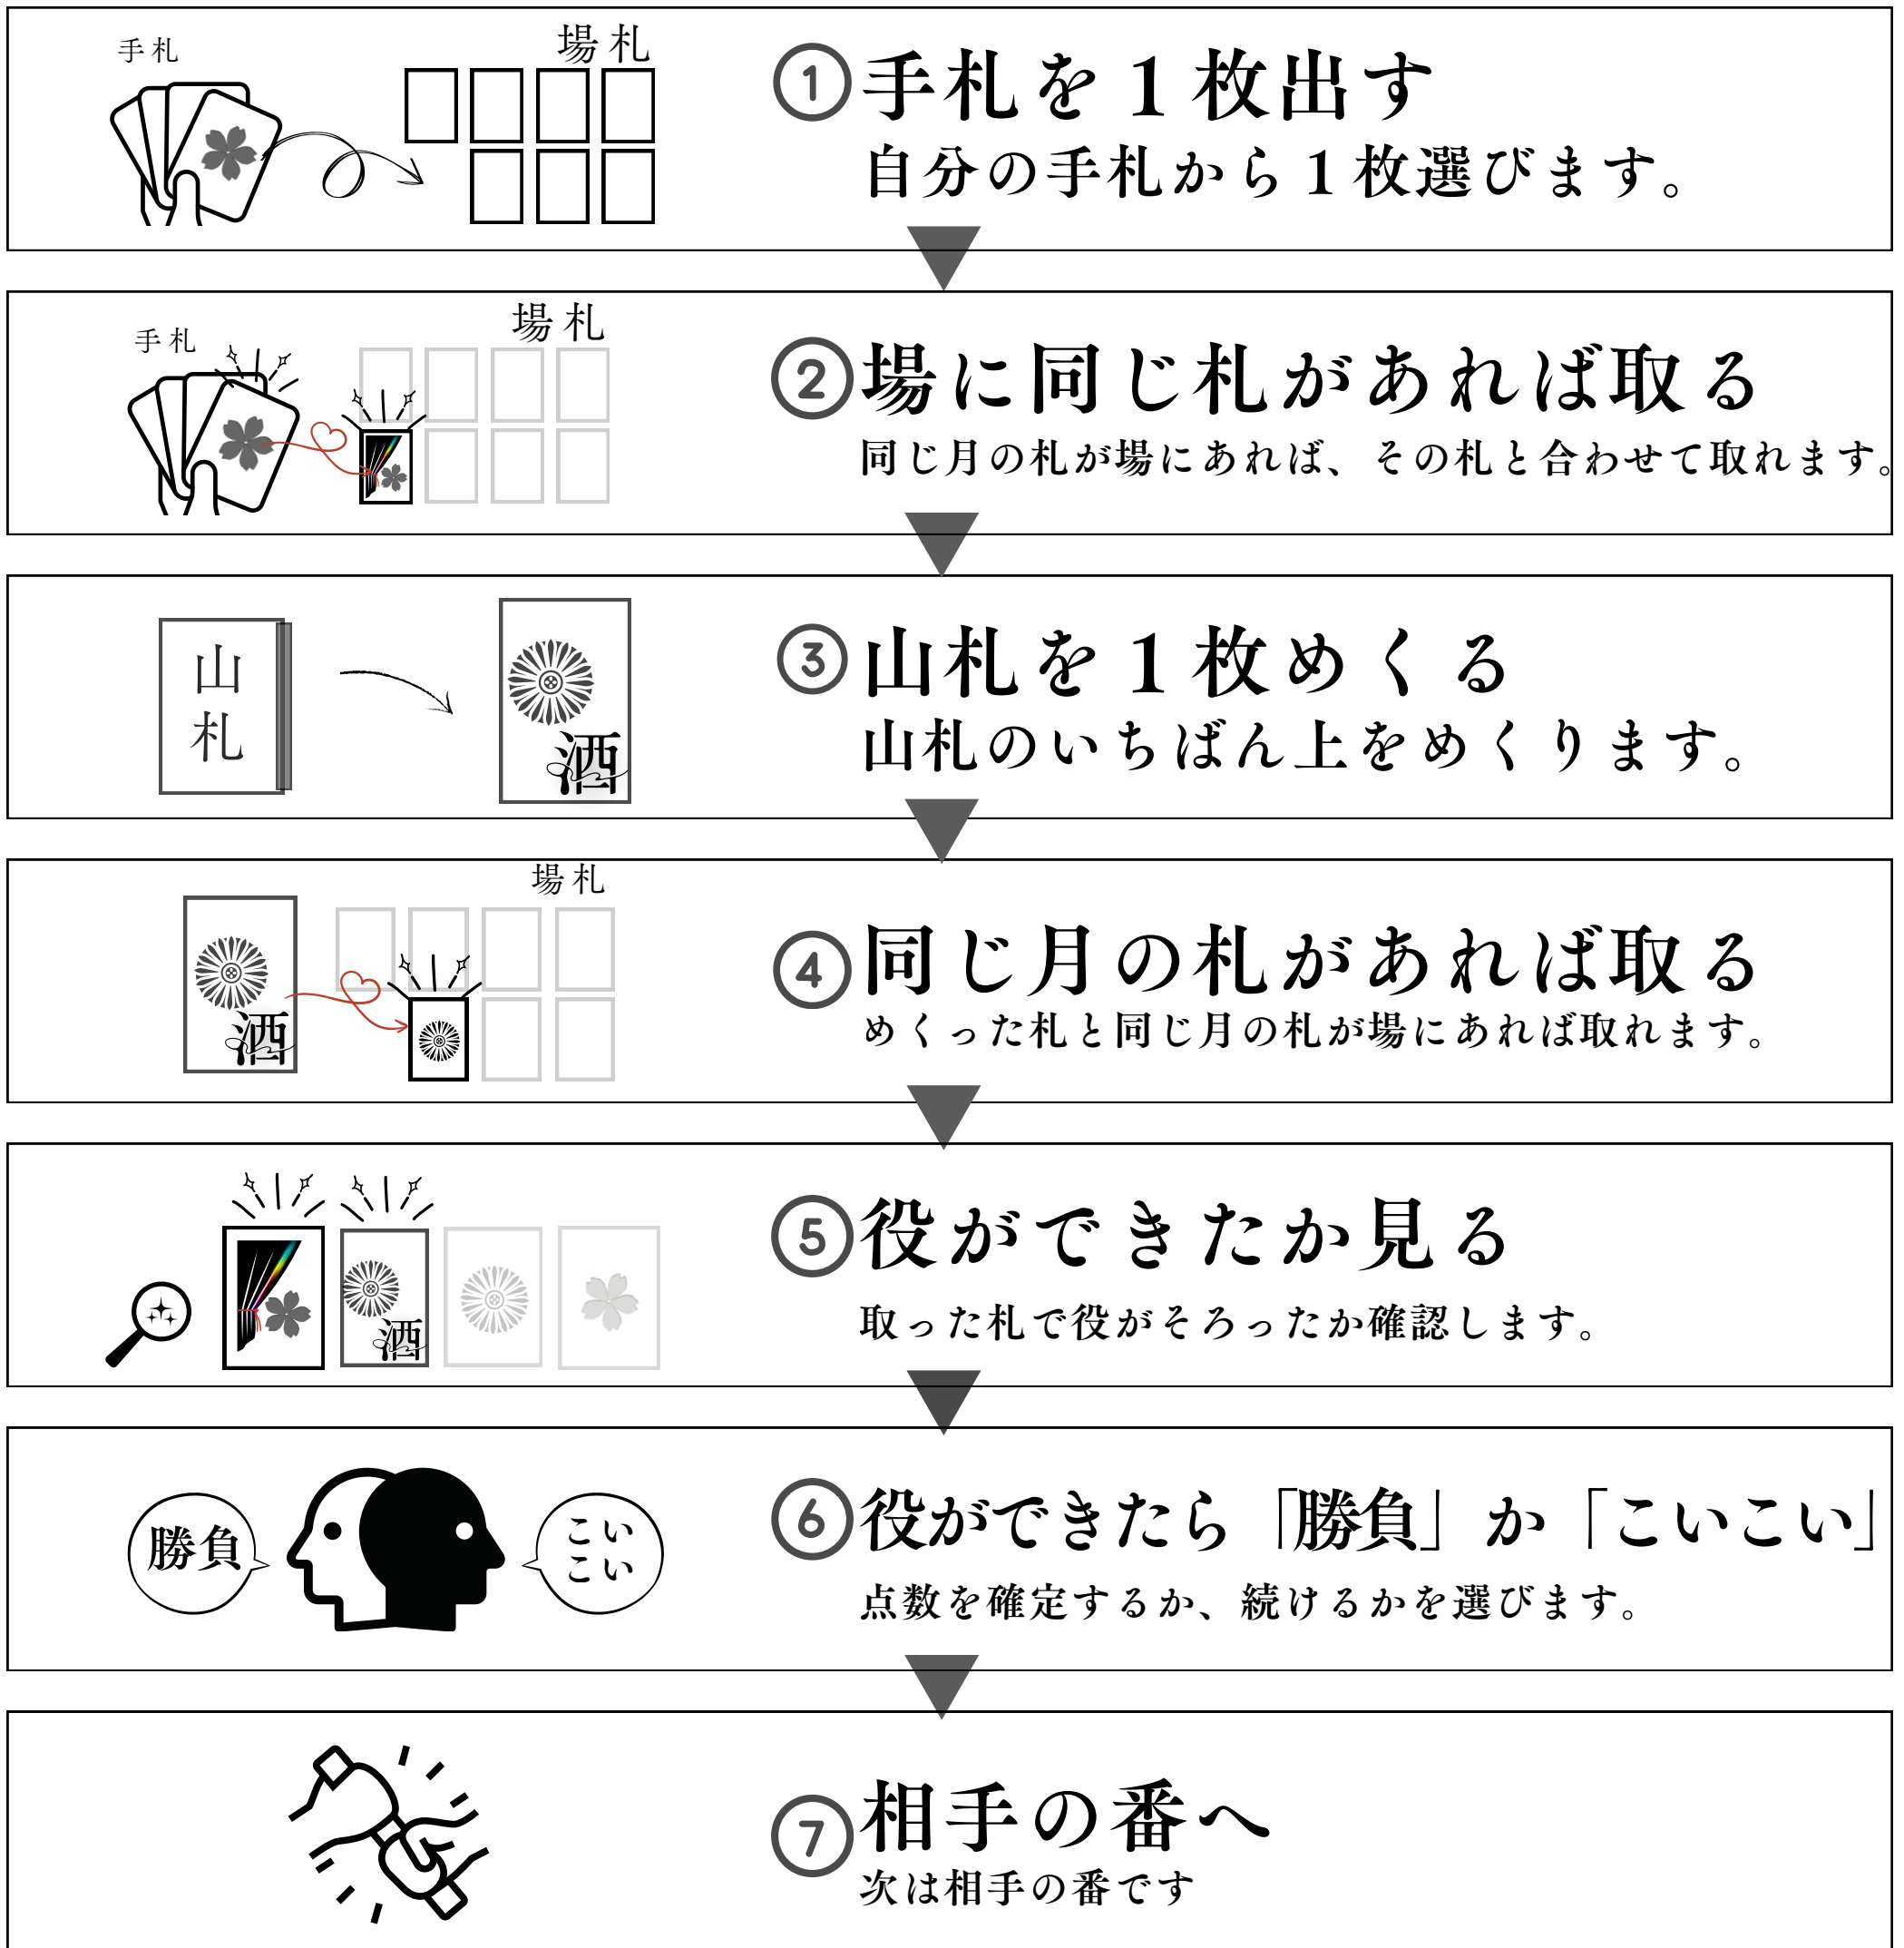 手札
場札
①手札を1枚出す
自分の手札から1枚選びます。
手札
場札
②場に同じ札があれば取る
同じ月の札が場にあれば、その札と合わせて取れます。
山札
酒
③山札を1枚めくる
山札のいちばん上をめくります。
場札
酒
④同じ月の札があれば取る
めくった札と同じ月の札が場にあれば取れます。
酒
⑤役ができたか見る
取った札で役がそろったか確認します。
勝負
こい
こい
⑥役ができたら「勝負」か「こいこい」
点数を確定するか、続けるかを選びます。
⑦相手の番へ
次は相手の番です